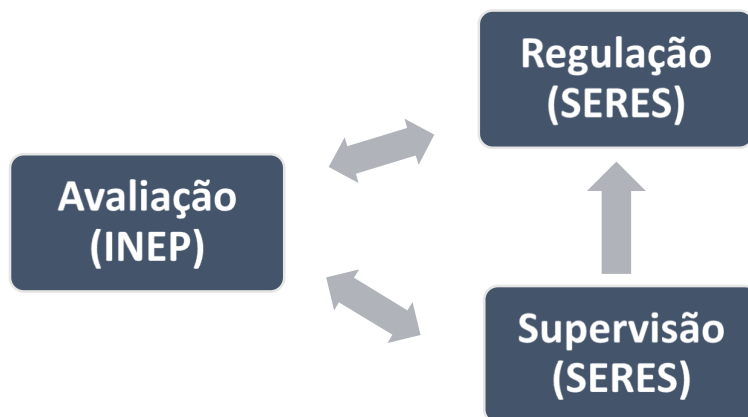 Regulação
(SERES)
Avaliação
(INEP)
Supervisão
(SERES)